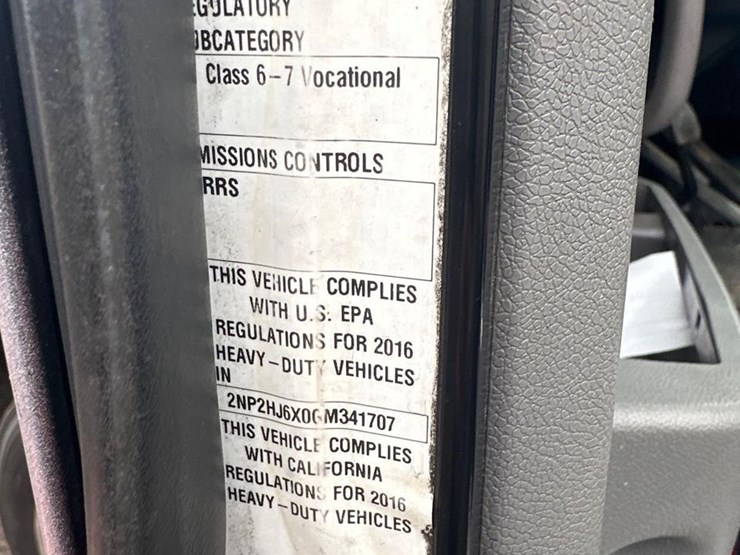 EGULATORY
BCATEGORY
Class 6-7 Vocational
MISSIONS CONTROLS
RRS
THIS VEHICLE COMPLIES
WITH U.S. EPA
REGULATIONS FOR 2016
HEAVY-DUTY VEHICLES
IN
2NP2HJ6X0GM341707
THIS VEHICLE COMPLIES
WITH CALIFORNIA
REGULATIONS FOR 2016
HEAVY-DUTY VEHICLES